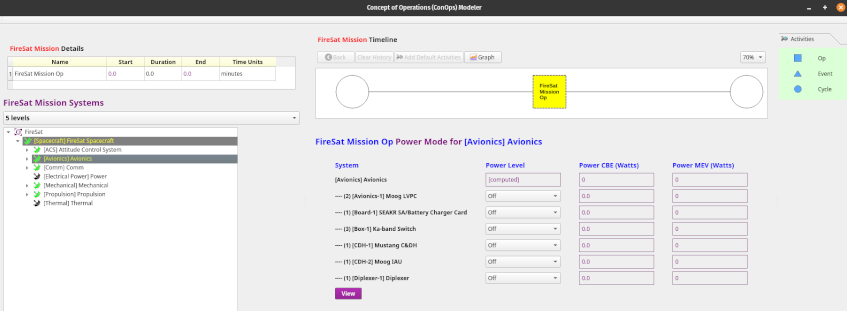 Concept of Operations (ConOps) Modeler
FireSat Mission Details
Name Start Duration End Time Units
1 FireSat Mission Op 0.0 0.0 0.0 minutes
FireSat Mission Systems
5 levels
FireSat
[Spacecraft] FireSat Spacecraft
[ACS] Attitude Control System
[Avionics] Avionics
[Comm] Comm
[Electrical Power] Power
[Mechanical] Mechanical
[Propulsion] Propulsion
[Thermal] Thermal
FireSat Mission Timeline
Back Clear History Add Default Activities Graph 70%
FireSat
Mission
Op
FireSat Mission Op Power Mode for [Avionics] Avionics
System Power Level Power CBE (Watts) Power MEV (Watts)
[Avionics] Avionics [computed] 0 0
---- (2) [Avionics-1] Moog LVPC Off 0.0 0.0
---- (1) [Board-1] SEAKR SA/Battery Charger Card Off 0.0 0.0
---- (3) [Box-1] Ka-band Switch Off 0.0 0.0
---- (1) [CDH-1] Mustang C&DH Off 0.0 0.0
---- (1) [CDH-2] Moog IAU Off 0.0 0.0
---- (1) [Diplexer-1] Diplexer Off 0.0 0.0
View
Activities
Op
Event
Cycle